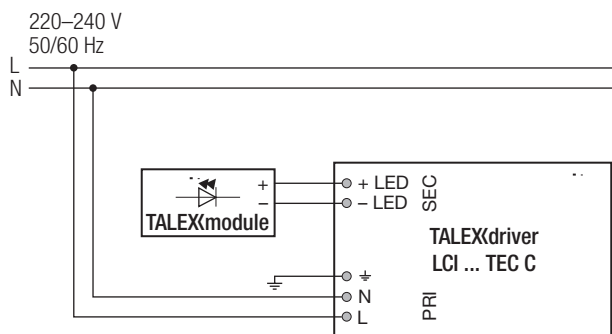 220–240 V
50/60 Hz
L
N
+
−
TALEX module
+ LED
− LED
SEC
TALEX driver
LCI ... TEC C
N
L
PRI